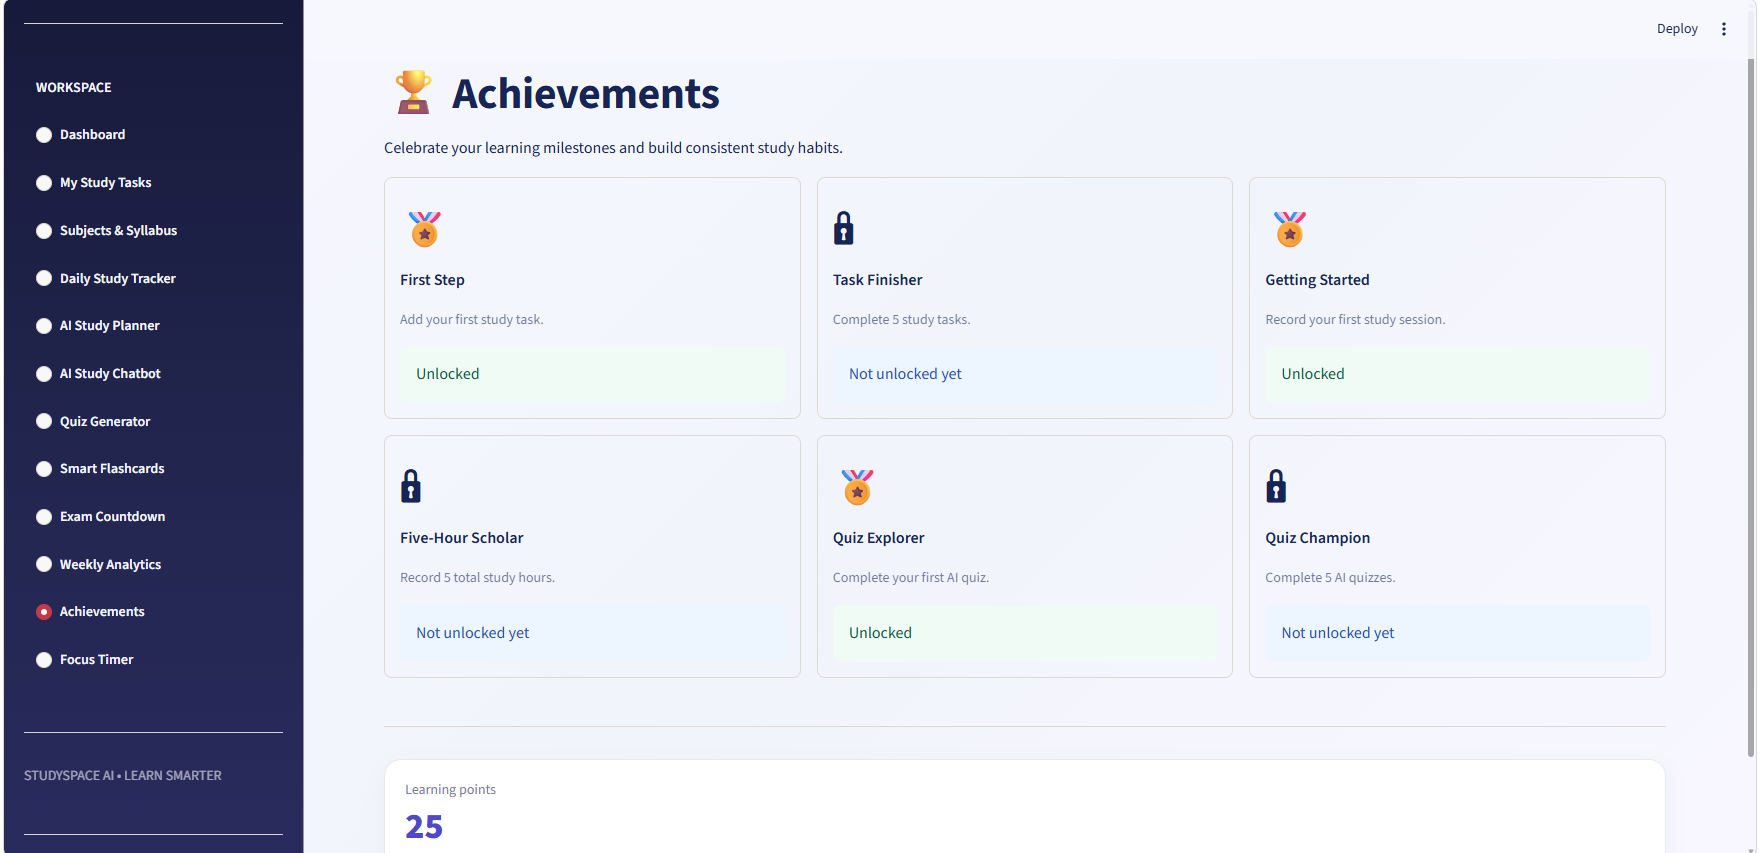 WORKSPACE
Dashboard
My Study Tasks
Subjects & Syllabus
Daily Study Tracker
AI Study Planner
AI Study Chatbot
Quiz Generator
Smart Flashcards
Exam Countdown
Weekly Analytics
Achievements
Focus Timer
STUDYSPACE AI • LEARN SMARTER
Deploy
Achievements
Celebrate your learning milestones and build consistent study habits.
First Step
Add your first study task.
Unlocked
Task Finisher
Complete 5 study tasks.
Not unlocked yet
Getting Started
Record your first study session.
Unlocked
Five-Hour Scholar
Record 5 total study hours.
Not unlocked yet
Quiz Explorer
Complete your first AI quiz.
Unlocked
Quiz Champion
Complete 5 AI quizzes.
Not unlocked yet
Learning points
25